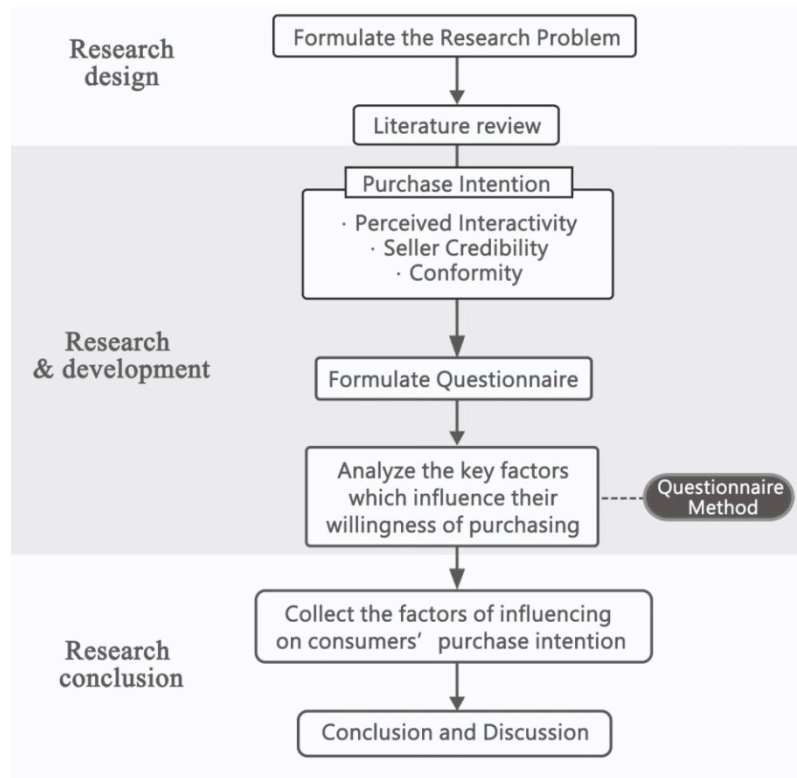 Research
design
Formulate the Research Problem
Literature review
Research
& development
Purchase Intention
· Perceived Interactivity
· Seller Credibility
· Conformity
Formulate Questionnaire
Analyze the key factors
which influence their
willingness of purchasing
Questionnaire
Method
Research
conclusion
Collect the factors of influencing
on consumers’ purchase intention
Conclusion and Discussion